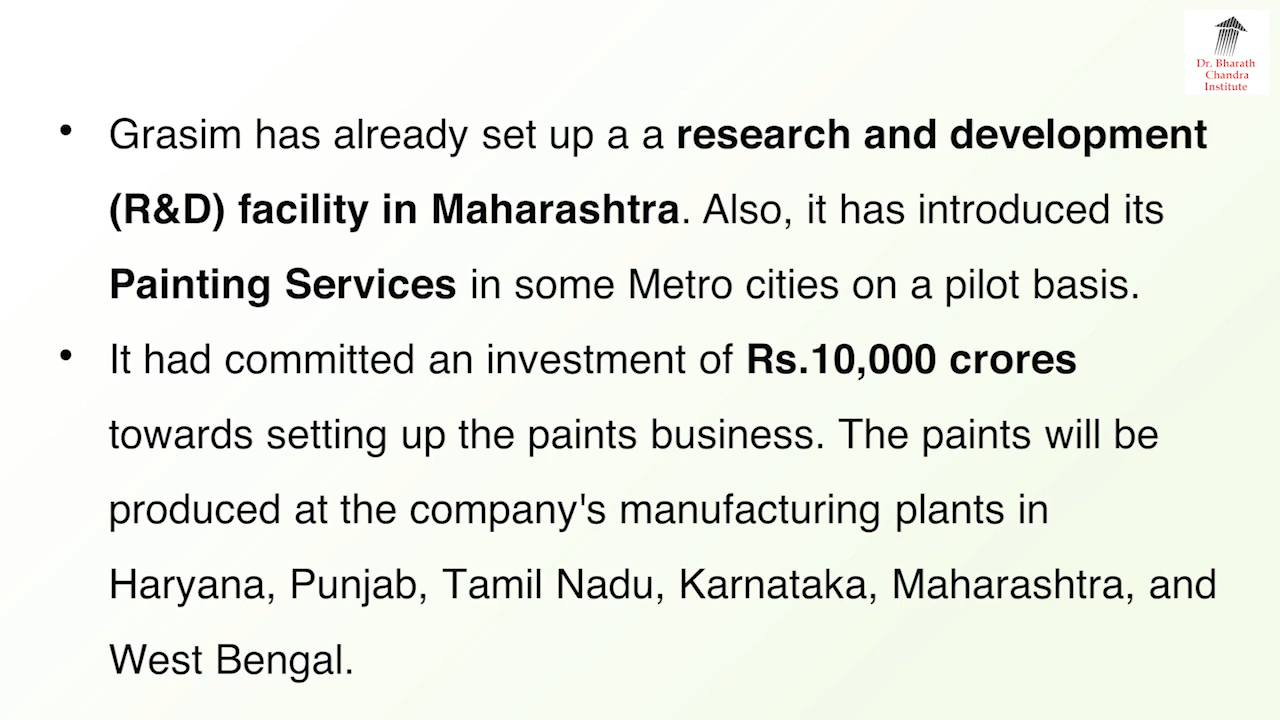 Dr. Bharath
Chandra
Institute
• Grasim has already set up a a research and development
(R&D) facility in Maharashtra. Also, it has introduced its
Painting Services in some Metro cities on a pilot basis.
• It had committed an investment of Rs.10,000 crores
towards setting up the paints business. The paints will be
produced at the company's manufacturing plants in
Haryana, Punjab, Tamil Nadu, Karnataka, Maharashtra, and
West Bengal.